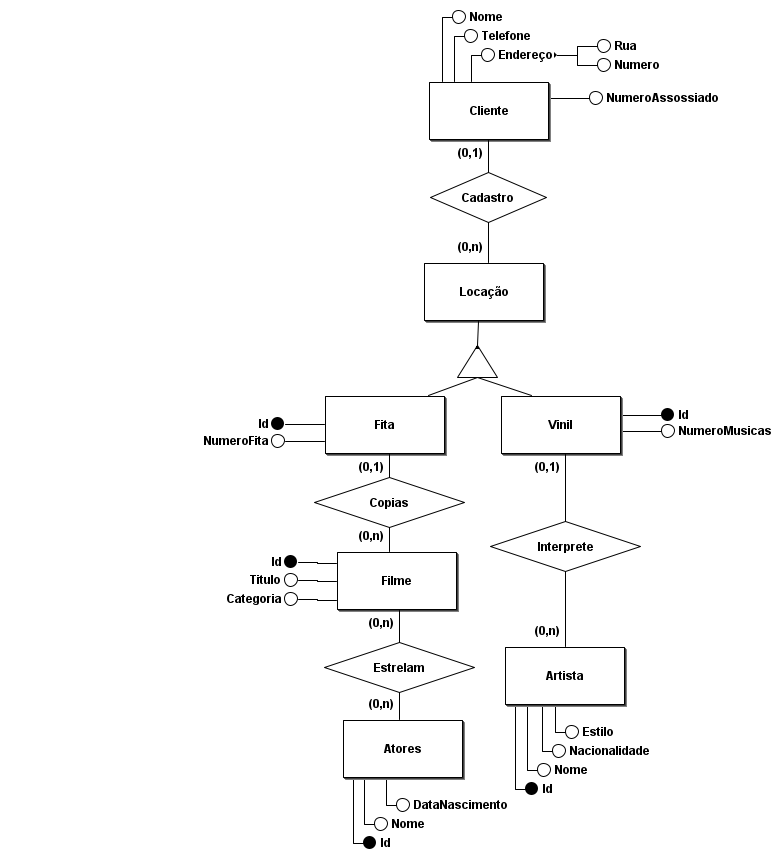 Nome
Telefone
Endereço
Rua
Numero
Cliente
NumeroAssossiado
(0,1)
Cadastro
(0,n)
Locação
Id
NumeroFita
Fita
Vinil
Id
NumeroMusicas
(0,1)
(0,1)
Copias
(0,n)
Interprete
Id
Titulo
Categoria
Filme
(0,n)
(0,n)
Estrelam
Artista
(0,n)
Atores
Estilo
Nacionalidade
Nome
Id
DataNascimento
Nome
Id